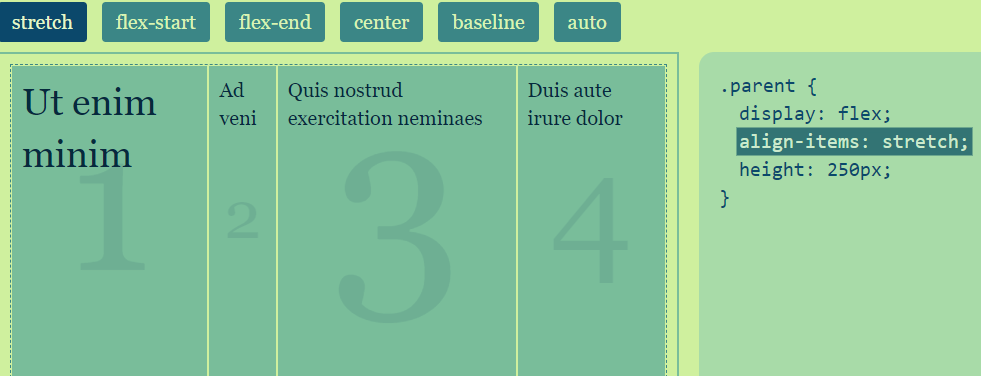 stretch flex-start flex-end center baseline auto
Ut enim
minim
1
Ad
veni
2
Quis nostrud
exercitation neminaes
3
Duis aute
irure dolor
4
.parent {
display: flex;
align-items: stretch;
height: 250px;
}